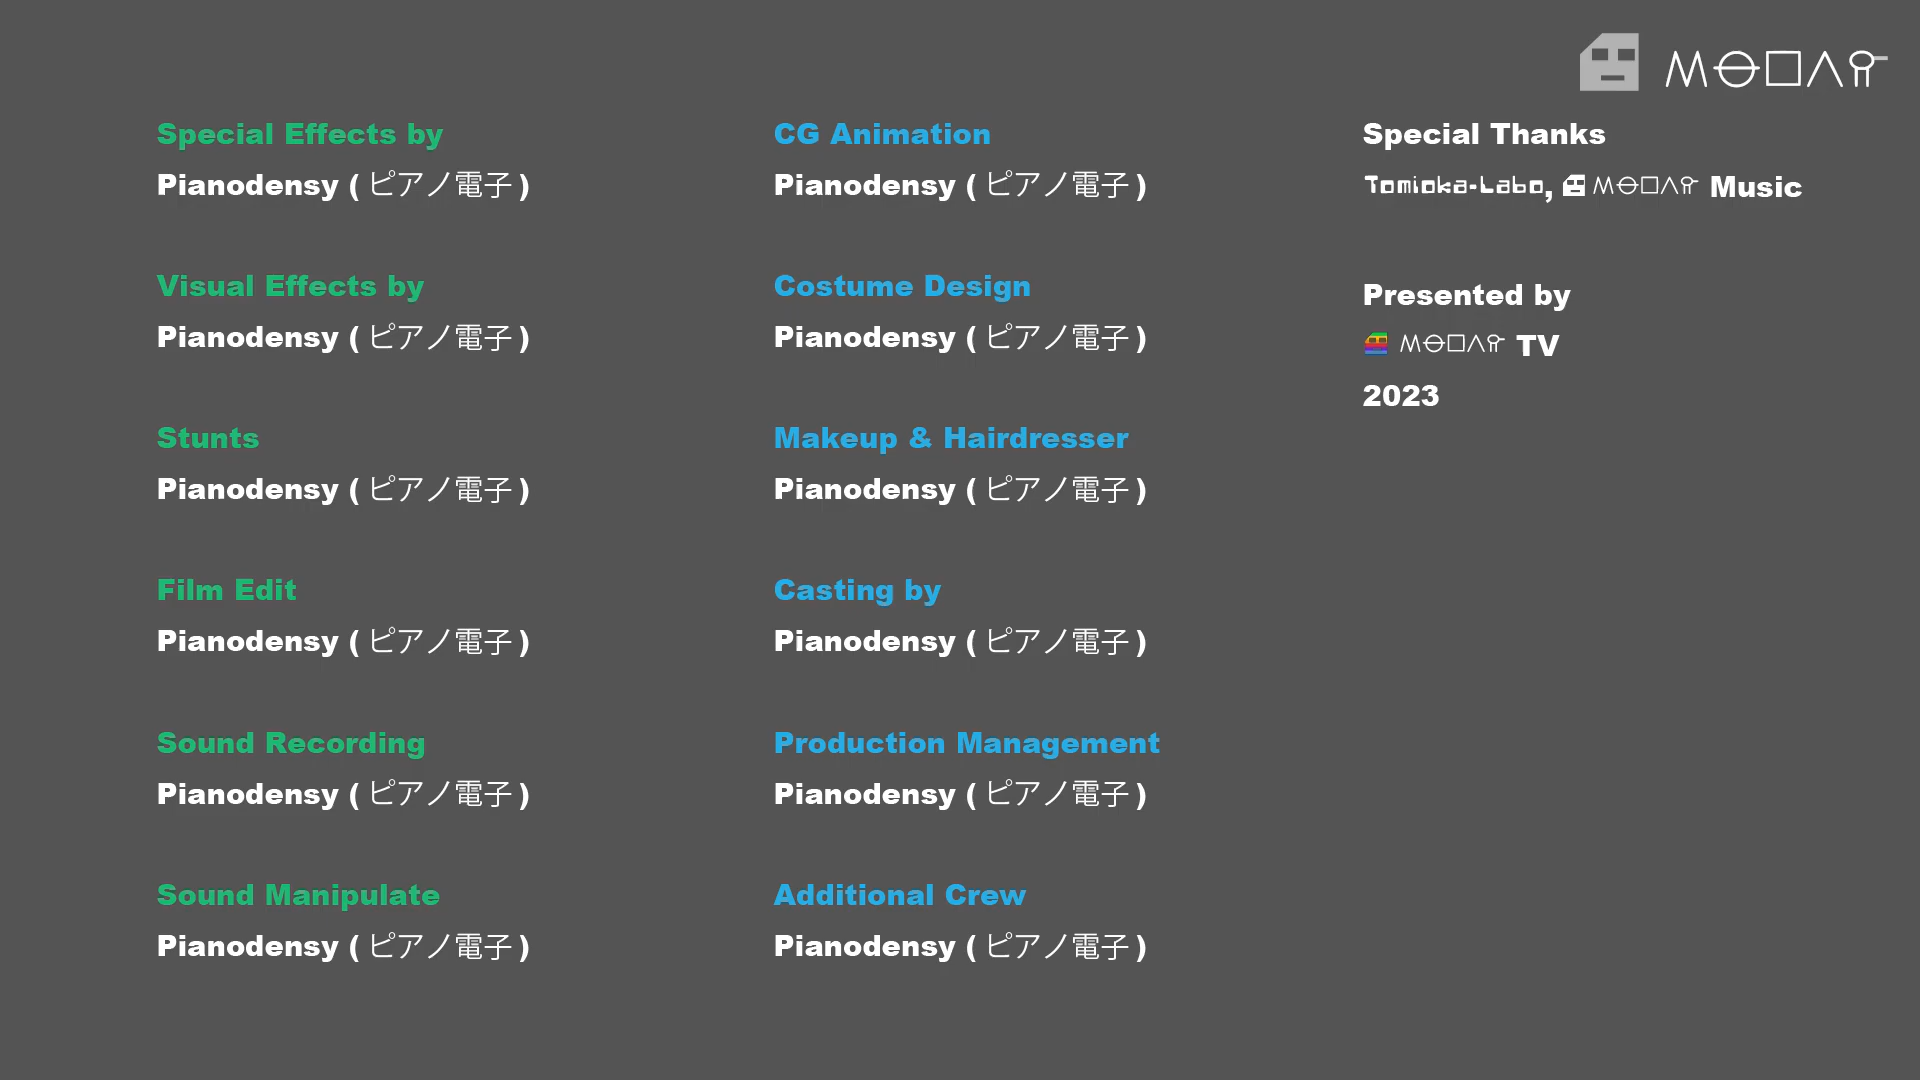 Special Effects by
Pianodensy (ピアノ電子)
Visual Effects by
Pianodensy (ピアノ電子)
Stunts
Pianodensy (ピアノ電子)
Film Edit
Pianodensy (ピアノ電子)
Sound Recording
Pianodensy (ピアノ電子)
Sound Manipulate
Pianodensy (ピアノ電子)
CG Animation
Pianodensy (ピアノ電子)
Costume Design
Pianodensy (ピアノ電子)
Makeup & Hairdresser
Pianodensy (ピアノ電子)
Casting by
Pianodensy (ピアノ電子)
Production Management
Pianodensy (ピアノ電子)
Additional Crew
Pianodensy (ピアノ電子)
Special Thanks
Tomioka-Labo, Music
Presented by
TV
2023